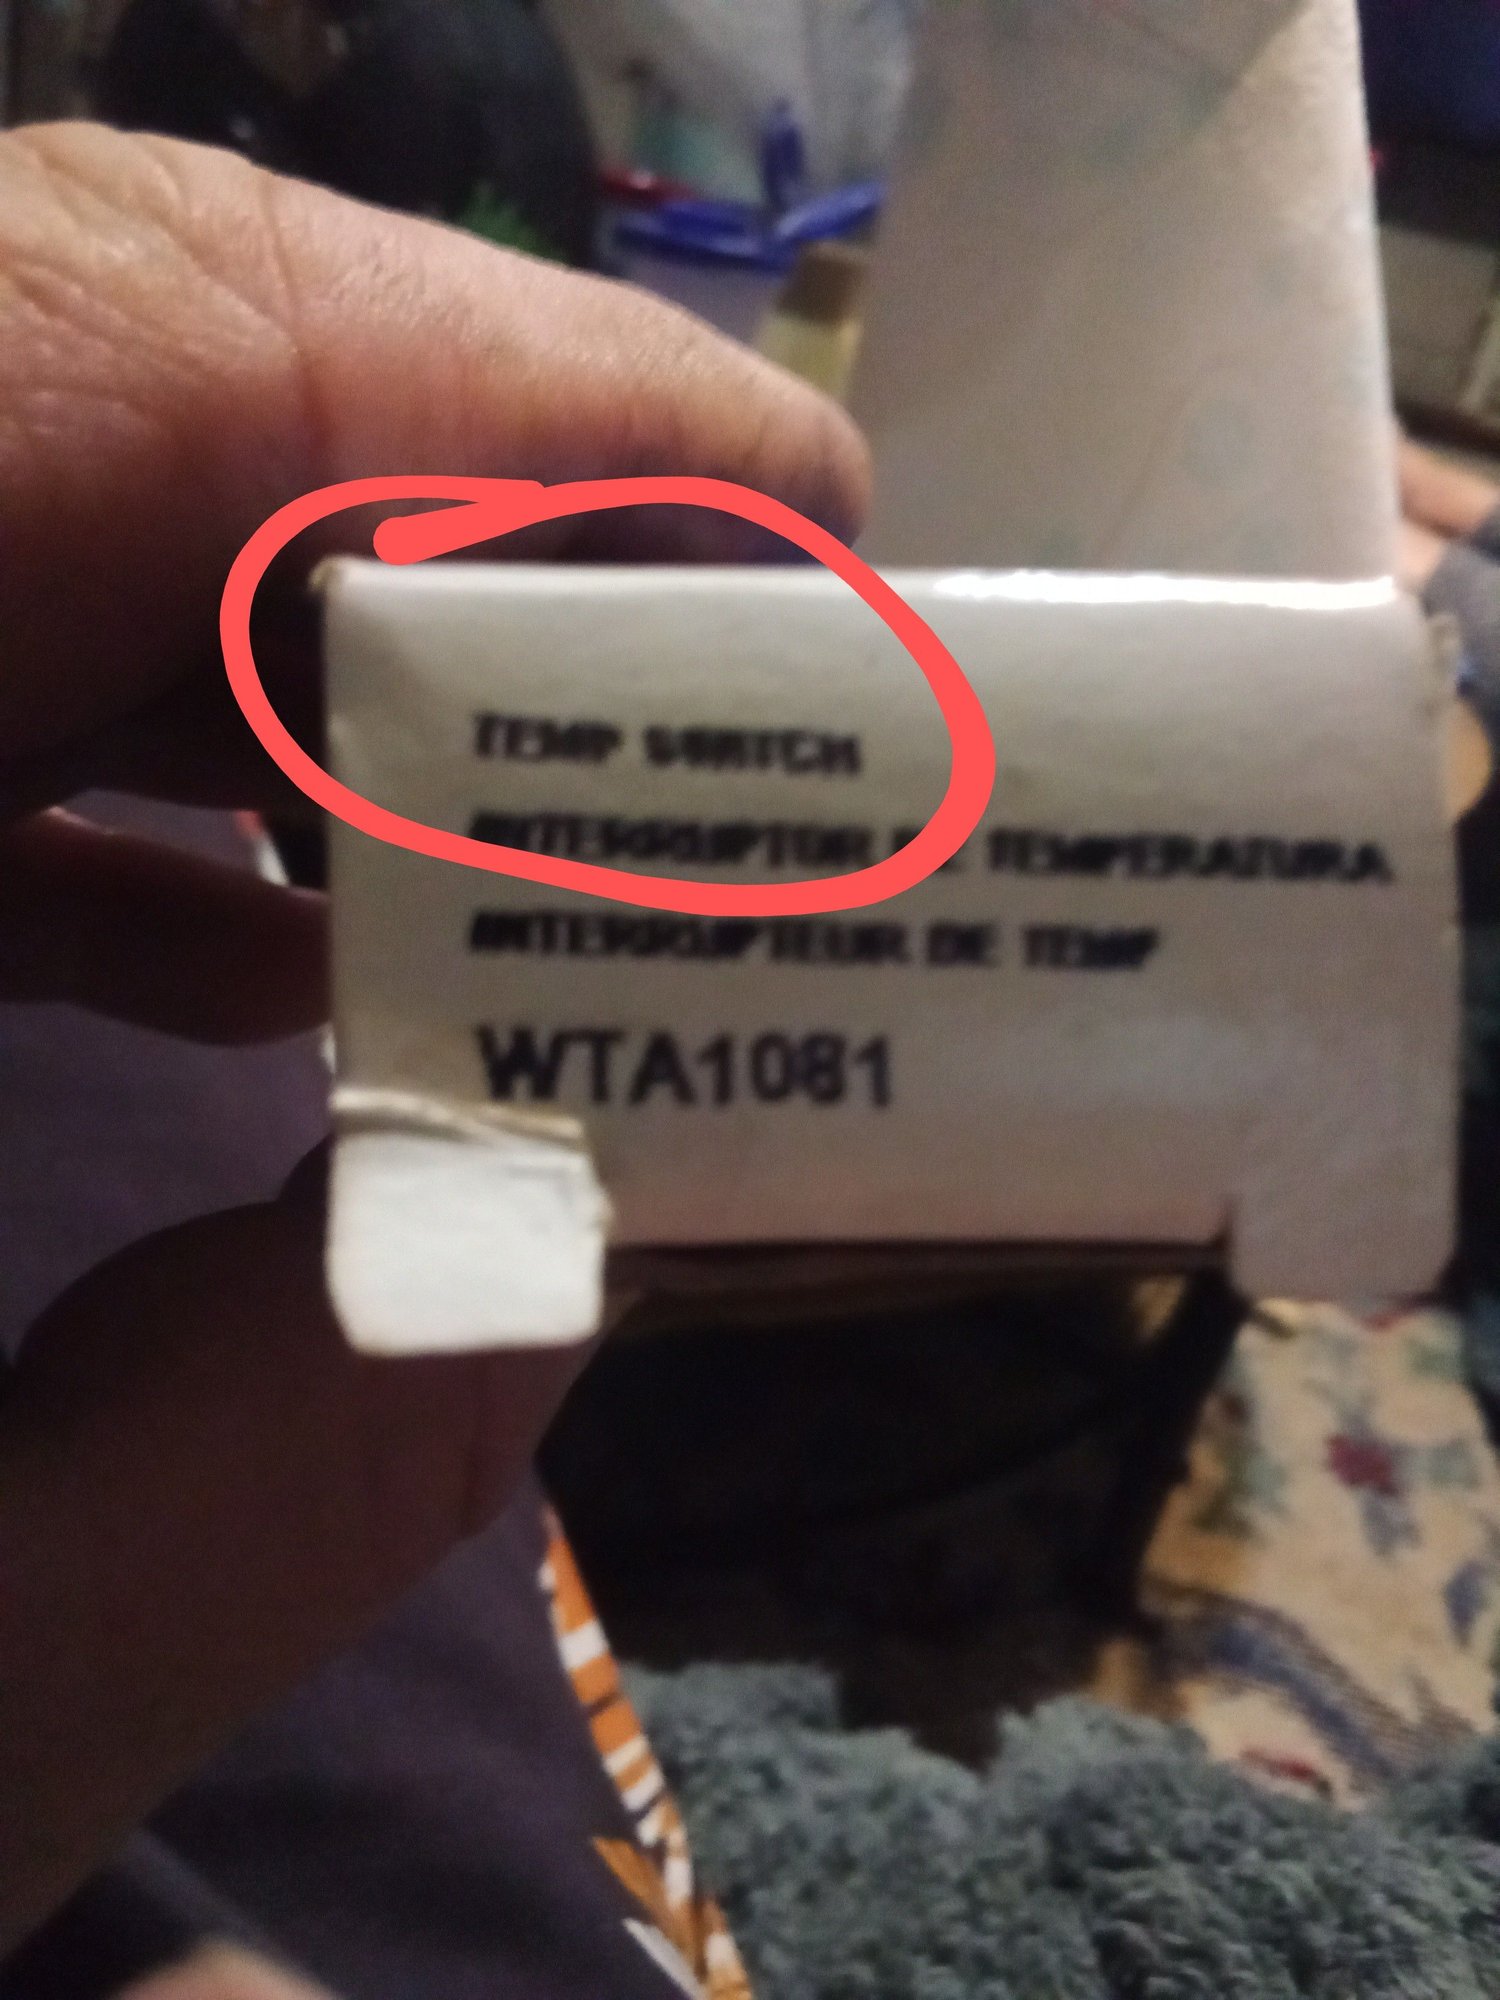 TEMP SWITCH
INTERRUPTOR DE TEMPERATURA
INTERRUPTEUR DE TEMP
WTA1081